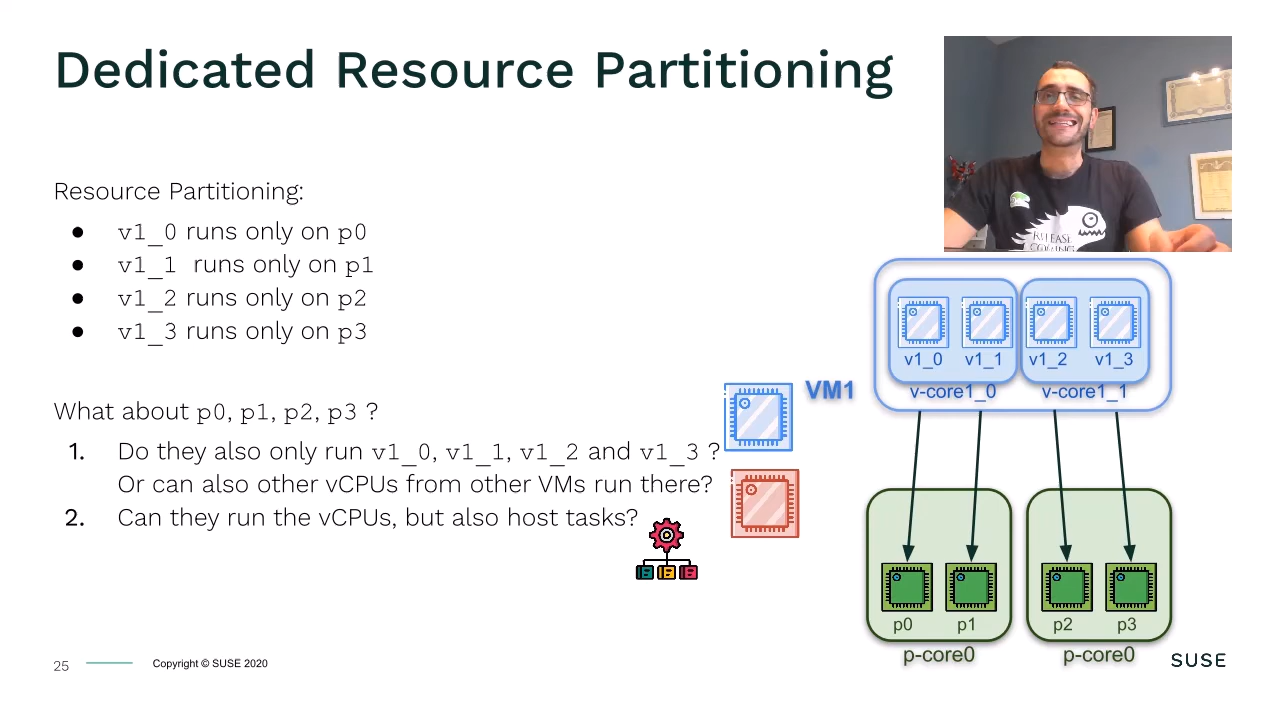 Dedicated Resource Partitioning
Resource Partitioning:
● v1_0 runs only on p0
● v1_1 runs only on p1
● v1_2 runs only on p2
● v1_3 runs only on p3
What about p0, p1, p2, p3 ?
1. Do they also only run v1_0, v1_1, v1_2 and v1_3 ?
Or can also other vCPUs from other VMs run there?
2. Can they run the vCPUs, but also host tasks?
RELEASE
COMING
VM1
v1_0 v1_1 v1_2 v1_3
v-core1_0 v-core1_1
p0 p1 p2 p3
p-core0 p-core0
25 Copyright © SUSE 2020
SUSE